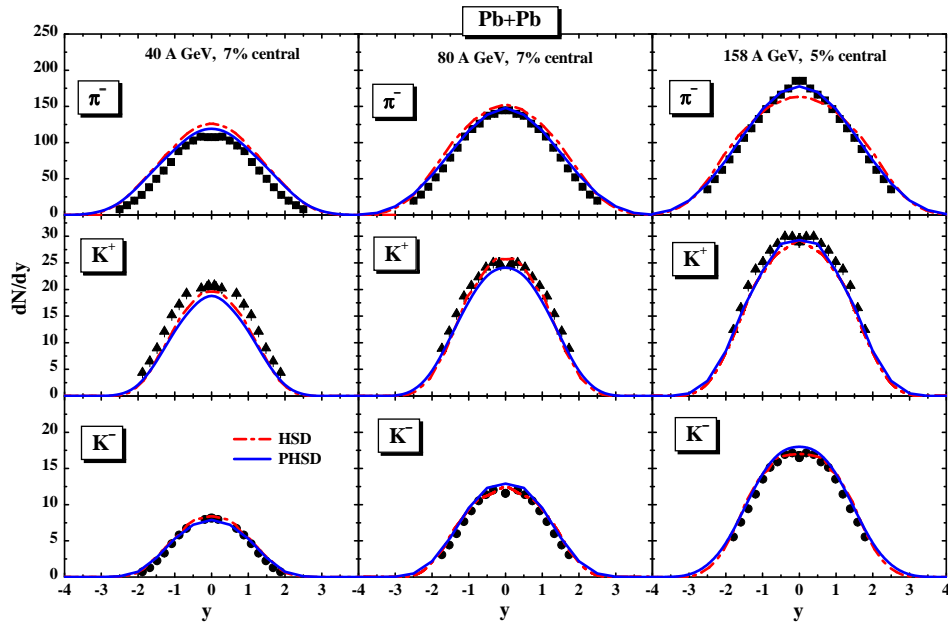 Pb+Pb
40 A GeV, 7% central
80 A GeV, 7% central
158 A GeV, 5% central
250
200
150
100
50
0
π⁻
π⁻
π⁻
dN/dy
30
25
20
15
10
5
0
K⁺
K⁺
K⁺
20
15
10
5
0
K⁻
HSD
PHSD
K⁻
K⁻
-4 -3 -2 -1 0 1 2 3 -4 -3 -2 -1 0 1 2 3 -4 -3 -2 -1 0 1 2 3 4
y y y